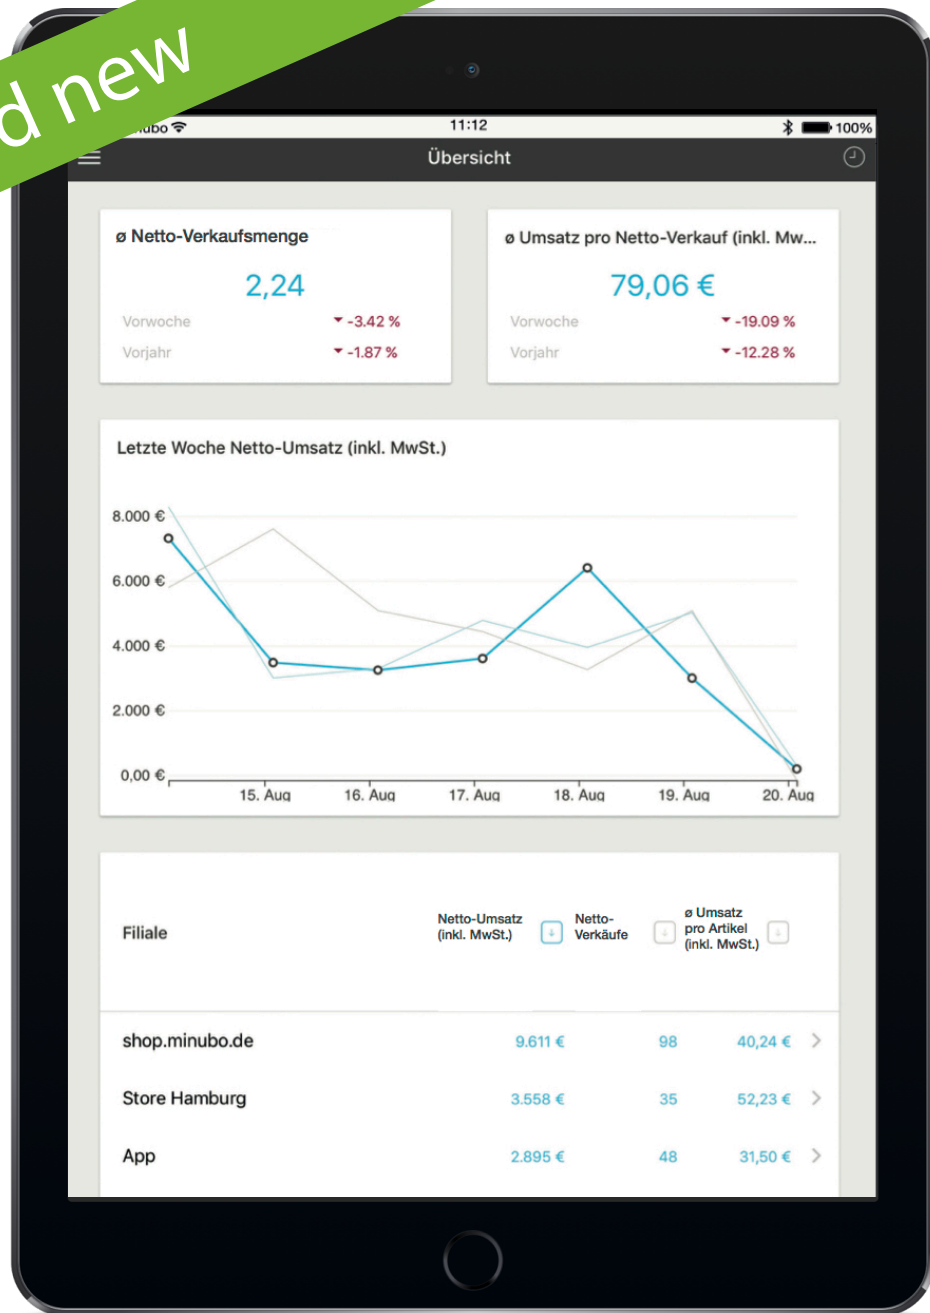 d new
11:12
100%
Übersicht
ø Netto-Verkaufsmenge
2,24
Vorwoche
-3.42 %
Vorjahr
-1.87 %
ø Umsatz pro Netto-Verkauf (inkl. Mw...
79,06 €
Vorwoche
-19.09 %
Vorjahr
-12.28 %
Letzte Woche Netto-Umsatz (inkl. MwSt.)
8.000 €
6.000 €
4.000 €
2.000 €
0,00 €
15. Aug
16. Aug
17. Aug
18. Aug
19. Aug
20. Aug
Filiale
Netto-Umsatz
(inkl. MwSt.)
Netto-
Verkäufe
ø Umsatz
pro Artikel
(inkl. MwSt.)
shop.minubo.de 9.611 € 98 40,24 €
Store Hamburg 3.558 € 35 52,23 €
App 2.895 € 48 31,50 €